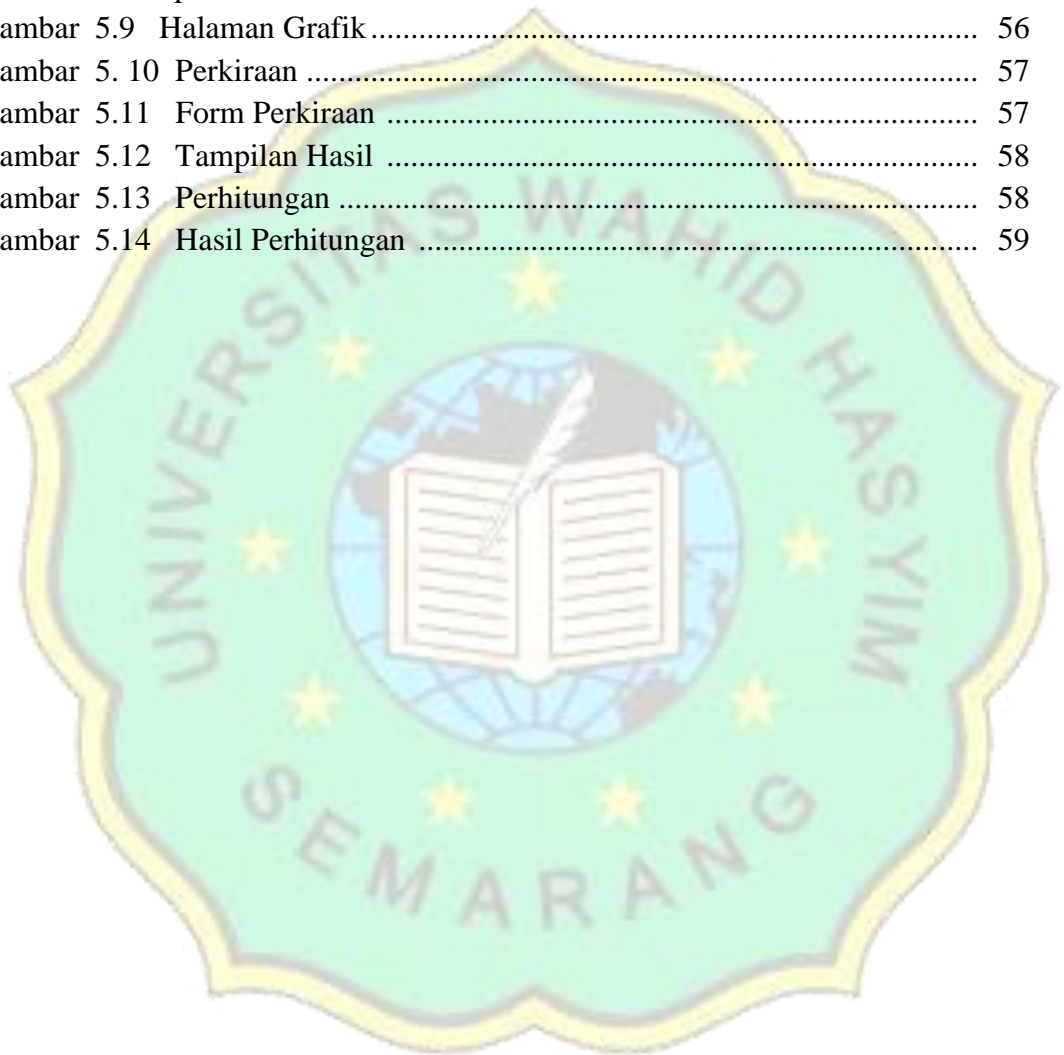 ambar 5.9 Halaman Grafik ........................................................................... 56
ambar 5. 10 Perkiraan ................................................................................... 57
ambar 5.11 Form Perkiraan ......................................................................... 57
ambar 5.12 Tampilan Hasil ......................................................................... 58
ambar 5.13 Perhitungan ............................................................................... 58
ambar 5.14 Hasil Perhitungan ..................................................................... 59
UNIVERSITAS WAHID HASYIM
SEMARANG